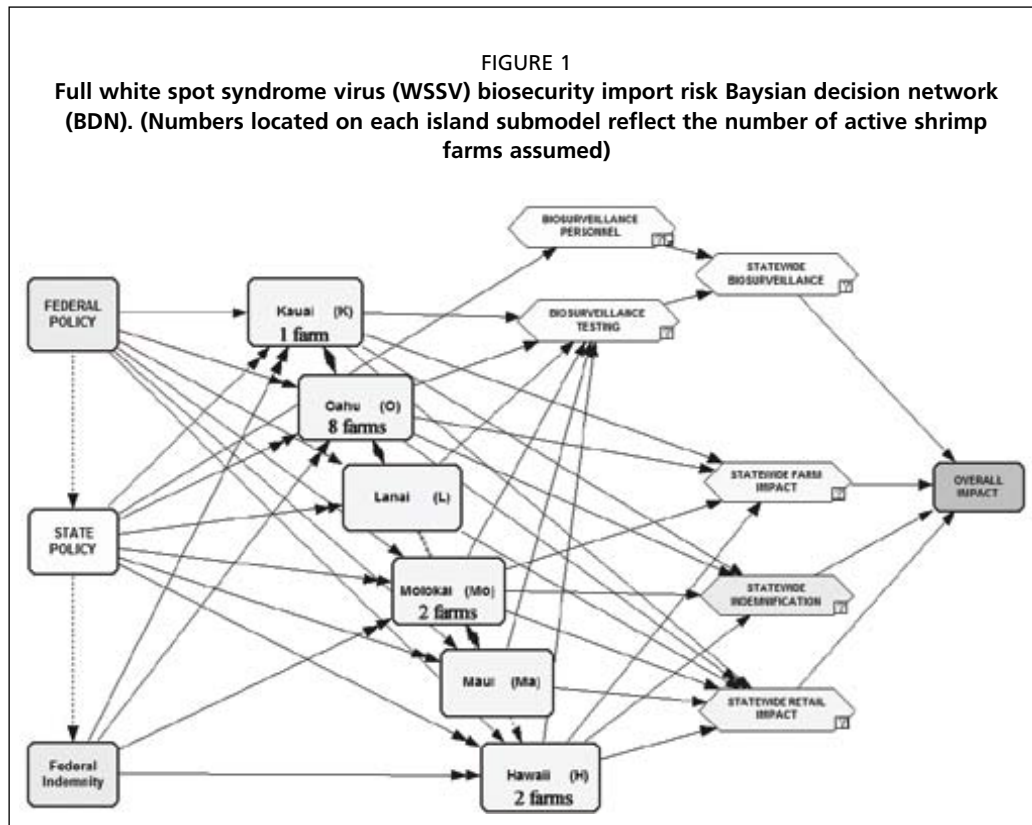 FIGURE 1
Full white spot syndrome virus (WSSV) biosecurity import risk Baysian decision network
(BDN). (Numbers located on each island submodel reflect the number of active shrimp
farms assumed)
BIOSURVEILLANCE
PERSONNEL
?
STATEWIDE
BIOSURVEILLANCE
?
FEDERAL
POLICY
Kauai (K)
1 farm
BIOSURVEILLANCE
TESTING
?
Oahu (O)
8 farms
Lanai (L)
STATEWIDE FARM
IMPACT
?
OVERALL
IMPACT
STATE
POLICY
Molokai (Mo)
2 farms
STATEWIDE
INDEMNIFICATION
?
Maui (Ma)
STATEWIDE RETAIL
IMPACT
?
Federal
Indemnity
Hawaii (H)
2 farms